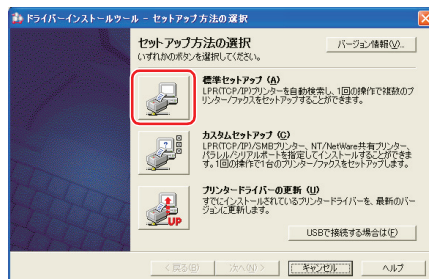 ドライバーインストールツール - セットアップ方法の選択
セットアップ方法の選択
いずれかのボタンを選択してください。
バージョン情報(V)...
標準セットアップ (A)
LPR(TCP/IP)プリンターを自動検索し、1回の操作で複数のプ
リンター/ファクスをセットアップすることができます。
カスタムセットアップ (C)
LPR(TCP/IP)/SMBプリンター、NT/NetWare共有プリンター、
パラレル/シリアルポートを指定してインストールすることができま
す。1回の操作で1台のプリンター/ファクスをセットアップします。
プリンタードライバーの更新 (U)
すでにインストールされているプリンタードライバーを、最新のバー
ジョンに更新します。
UP
USBで接続する場合は(F)
< 戻る(B)
次へ(N) >
キャンセル
ヘルプ